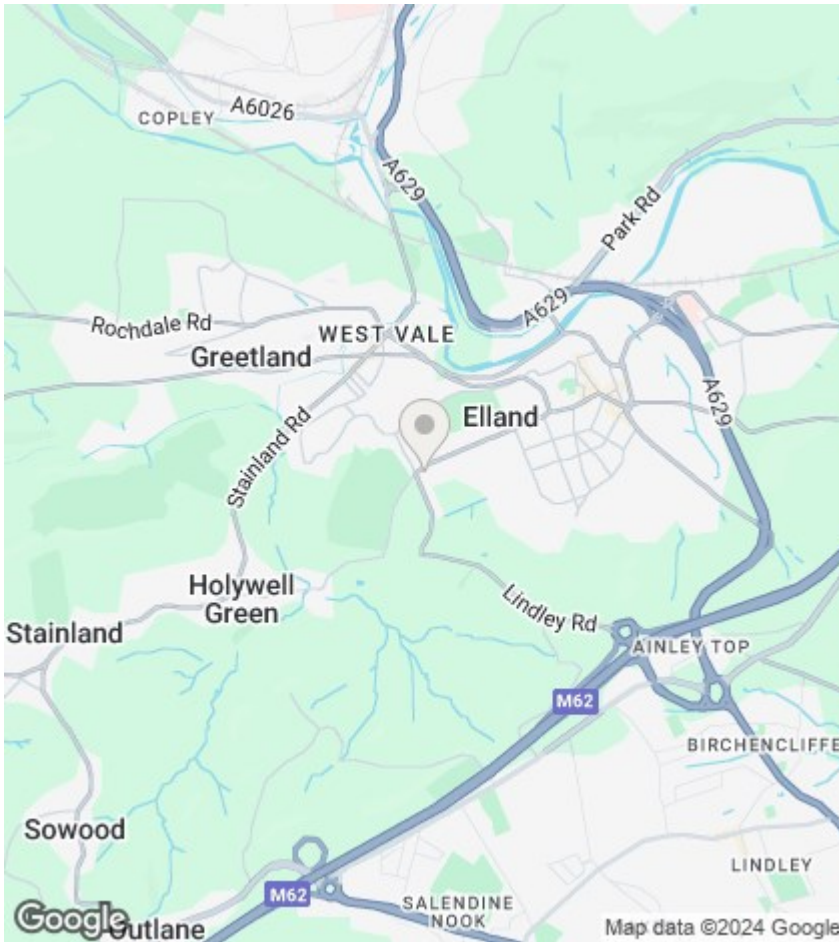 COPLEY
A6026
A629
Park Rd
A629
Rochdale Rd
WEST VALE
Greetland
A629
Elland
Stainland Rd
Holywell
Green
Lindley Rd
Stainland
AINLEY TOP
M62
BIRCHENCLIFFE
Sowood
LINDLEY
M62
SALENDINE
NOOK
Google
Outlane
Map data ©2024 Google